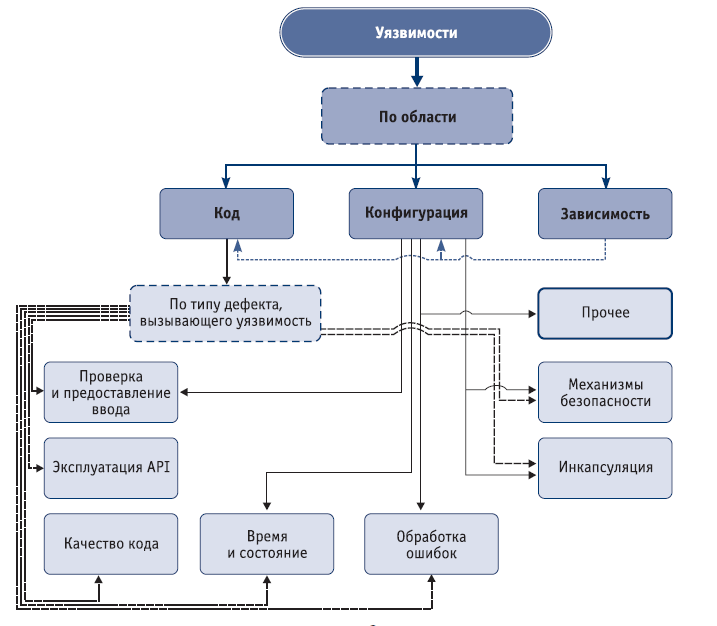 Уязвимости
По области
Код
Конфигурация
Зависимость
По типу дефекта,
вызывающего уязвимость
Прочее
Проверка
и предоставление
ввода
Механизмы
безопасности
Эксплуатация API
Инкапсуляция
Качество кода
Время
и состояние
Обработка
ошибок